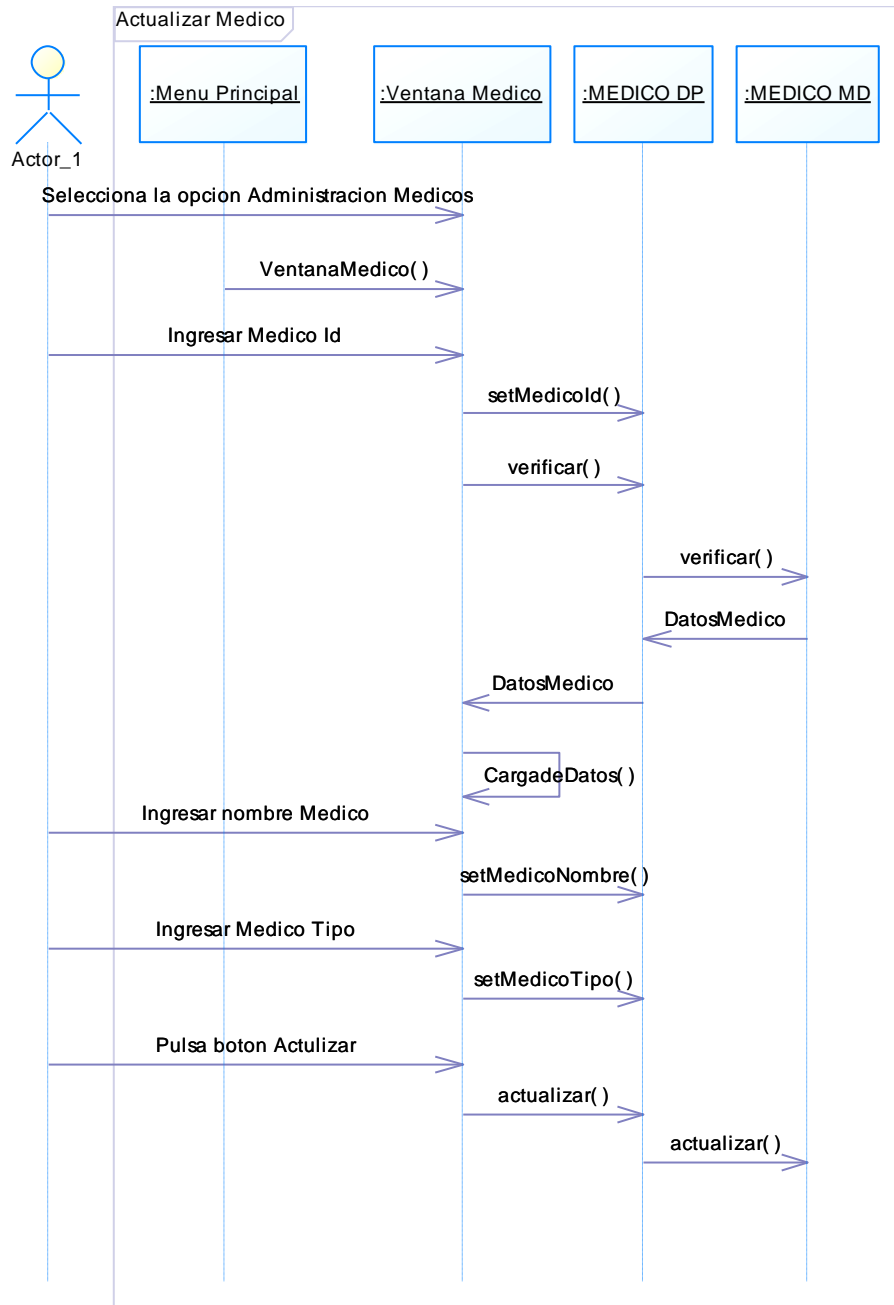 Actualizar Medico
:Menu Principal
:Ventana Medico
:MEDICO DP
:MEDICO MD
Actor_1
Selecciona la opcion Administracion Medicos
VentanaMedico( )
Ingresar Medico Id
setMedicoId( )
verificar( )
verificar( )
DatosMedico
DatosMedico
CargadeDatos( )
Ingresar nombre Medico
setMedicoNombre( )
Ingresar Medico Tipo
setMedicoTipo( )
Pulsa boton Actulizar
actualizar( )
actualizar( )